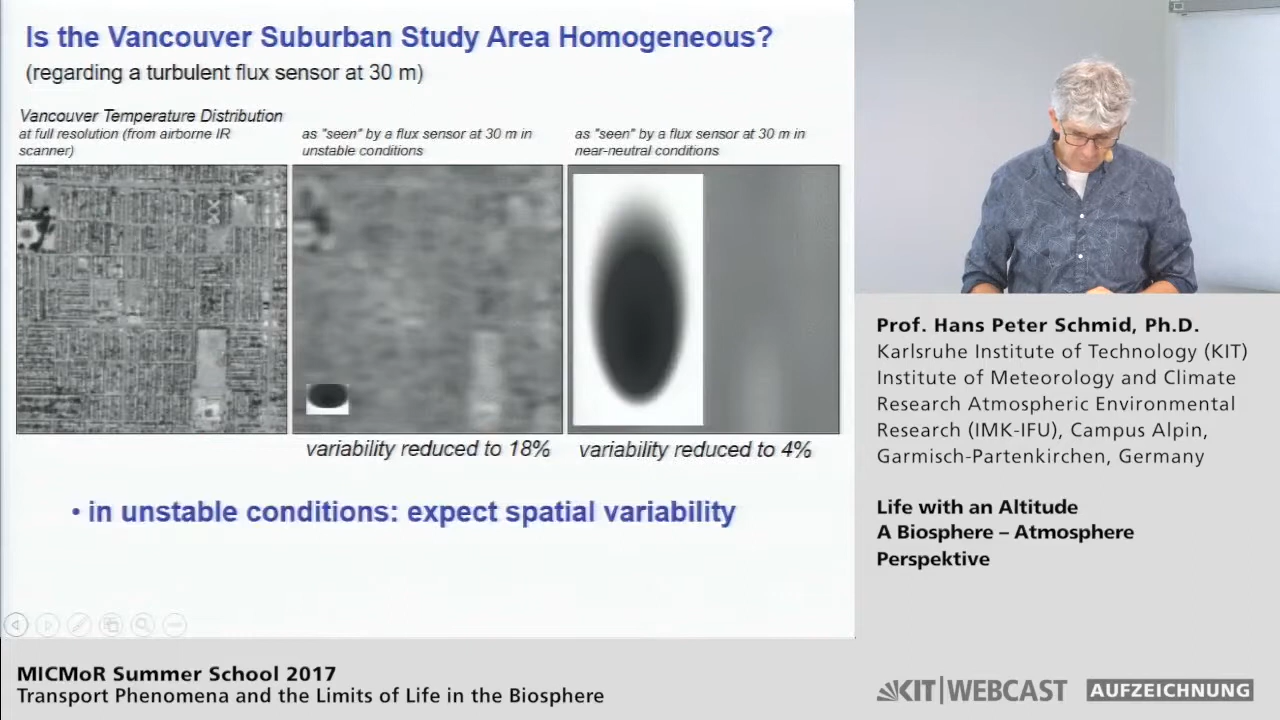 Is the Vancouver Suburban Study Area Homogeneous?
(regarding a turbulent flux sensor at 30 m)
Vancouver Temperature Distribution
at full resolution (from airborne IR
scanner)
as "seen" by a flux sensor at 30 m in
unstable conditions
as "seen" by a flux sensor at 30 m in
near-neutral conditions
variability reduced to 18%
variability reduced to 4%
• in unstable conditions: expect spatial variability
Prof. Hans Peter Schmid, Ph.D.
Karlsruhe Institute of Technology (KIT)
Institute of Meteorology and Climate
Research Atmospheric Environmental
Research (IMK-IFU), Campus Alpin,
Garmisch-Partenkirchen, Germany
Life with an Altitude
A Biosphere – Atmosphere
Perspektive
MICMoR Summer School 2017
Transport Phenomena and the Limits of Life in the Biosphere
KIT|WEBCAST
AUFZEICHNUNG